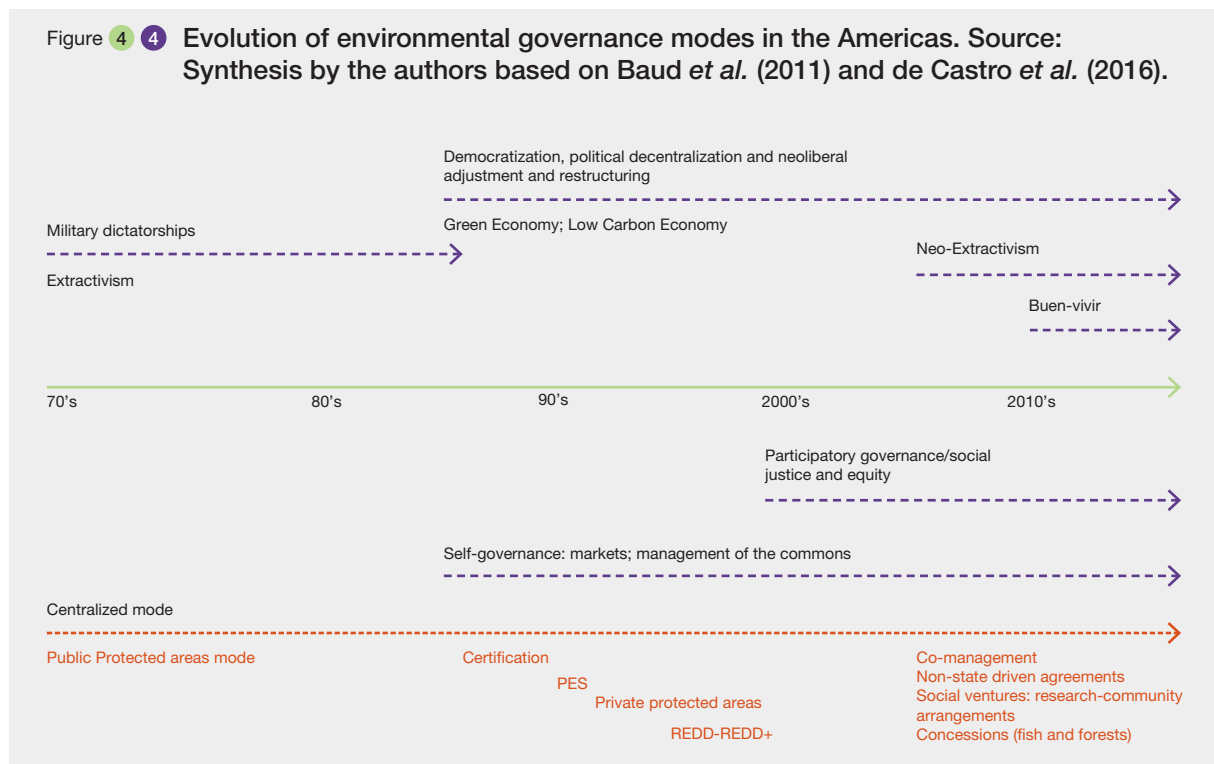 Figure 4 4 Evolution of environmental governance modes in the Americas. Source:
Synthesis by the authors based on Baud et al. (2011) and de Castro et al. (2016).
Democratization, political decentralization and neoliberal
adjustment and restructuring
Green Economy; Low Carbon Economy
Military dictatorships
Extractivism
Neo-Extractivism
Buen-vivir
70's
80's
90's
2000's
2010's
Participatory governance/social
justice and equity
Self-governance: markets; management of the commons
Centralized mode
Public Protected areas mode
Certification
PES
Private protected areas
REDD-REDD+
Co-management
Non-state driven agreements
Social ventures: research-community
arrangements
Concessions (fish and forests)